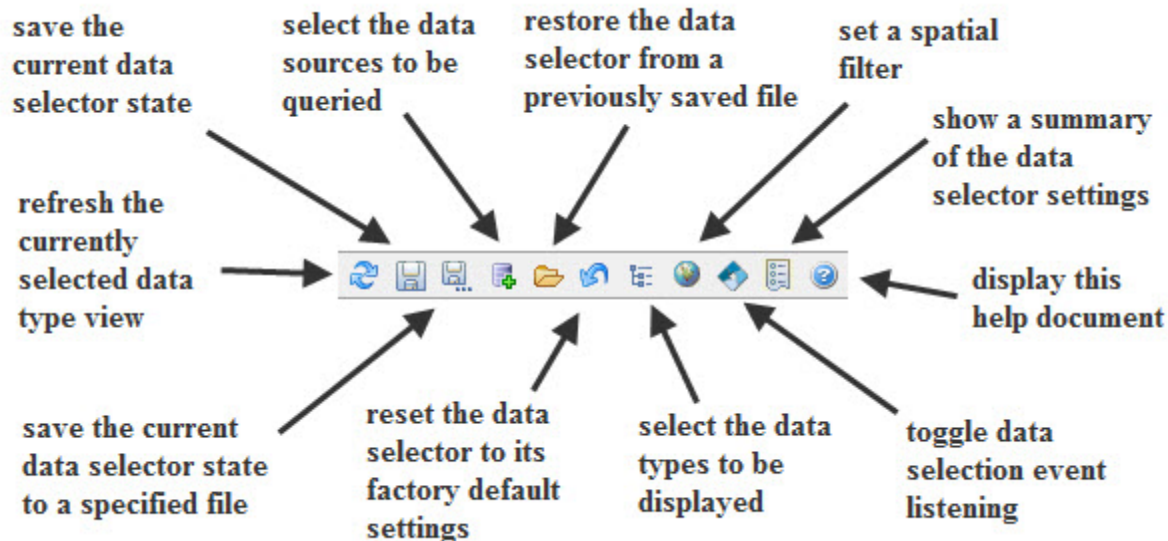 save the
current data
selector state
select the data
sources to be
queried
restore the data
selector from a
previously saved file
set a spatial
filter
show a summary
of the data
selector settings
refresh the
currently
selected data
type view
display this
help document
save the current
data selector state
to a specified file
reset the data
selector to its
factory default
settings
select the data
types to be
displayed
toggle data
selection event
listening